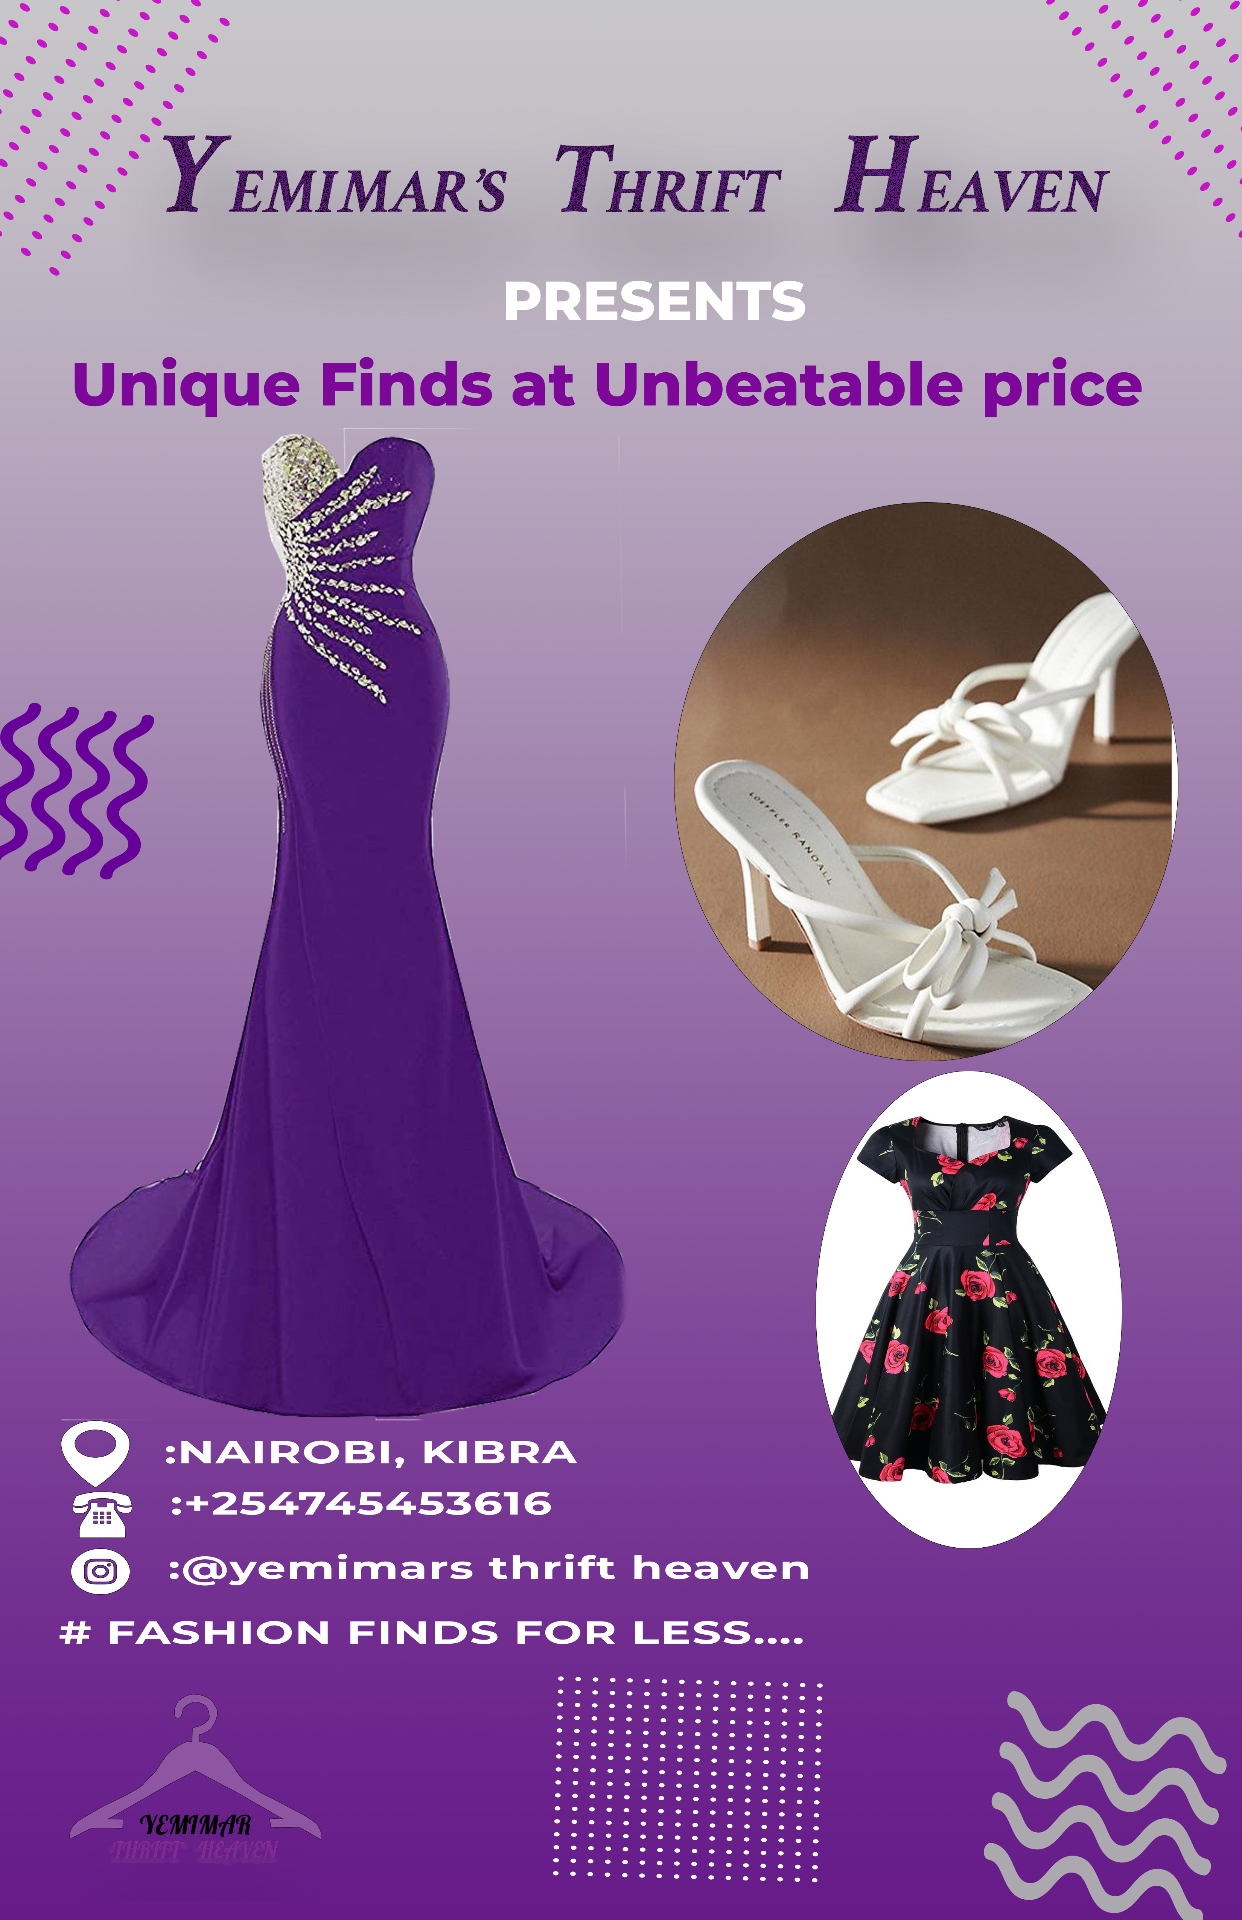 YEMIMAR'S THRIFT HEAVEN
PRESENTS
Unique Finds at Unbeatable price
LOEFFLER RANDALL
:NAIROBI, KIBRA
:+254745453616
:@yemimars thrift heaven
# FASHION FINDS FOR LESS....
YEMIMAR
THRIFT HEAVEN